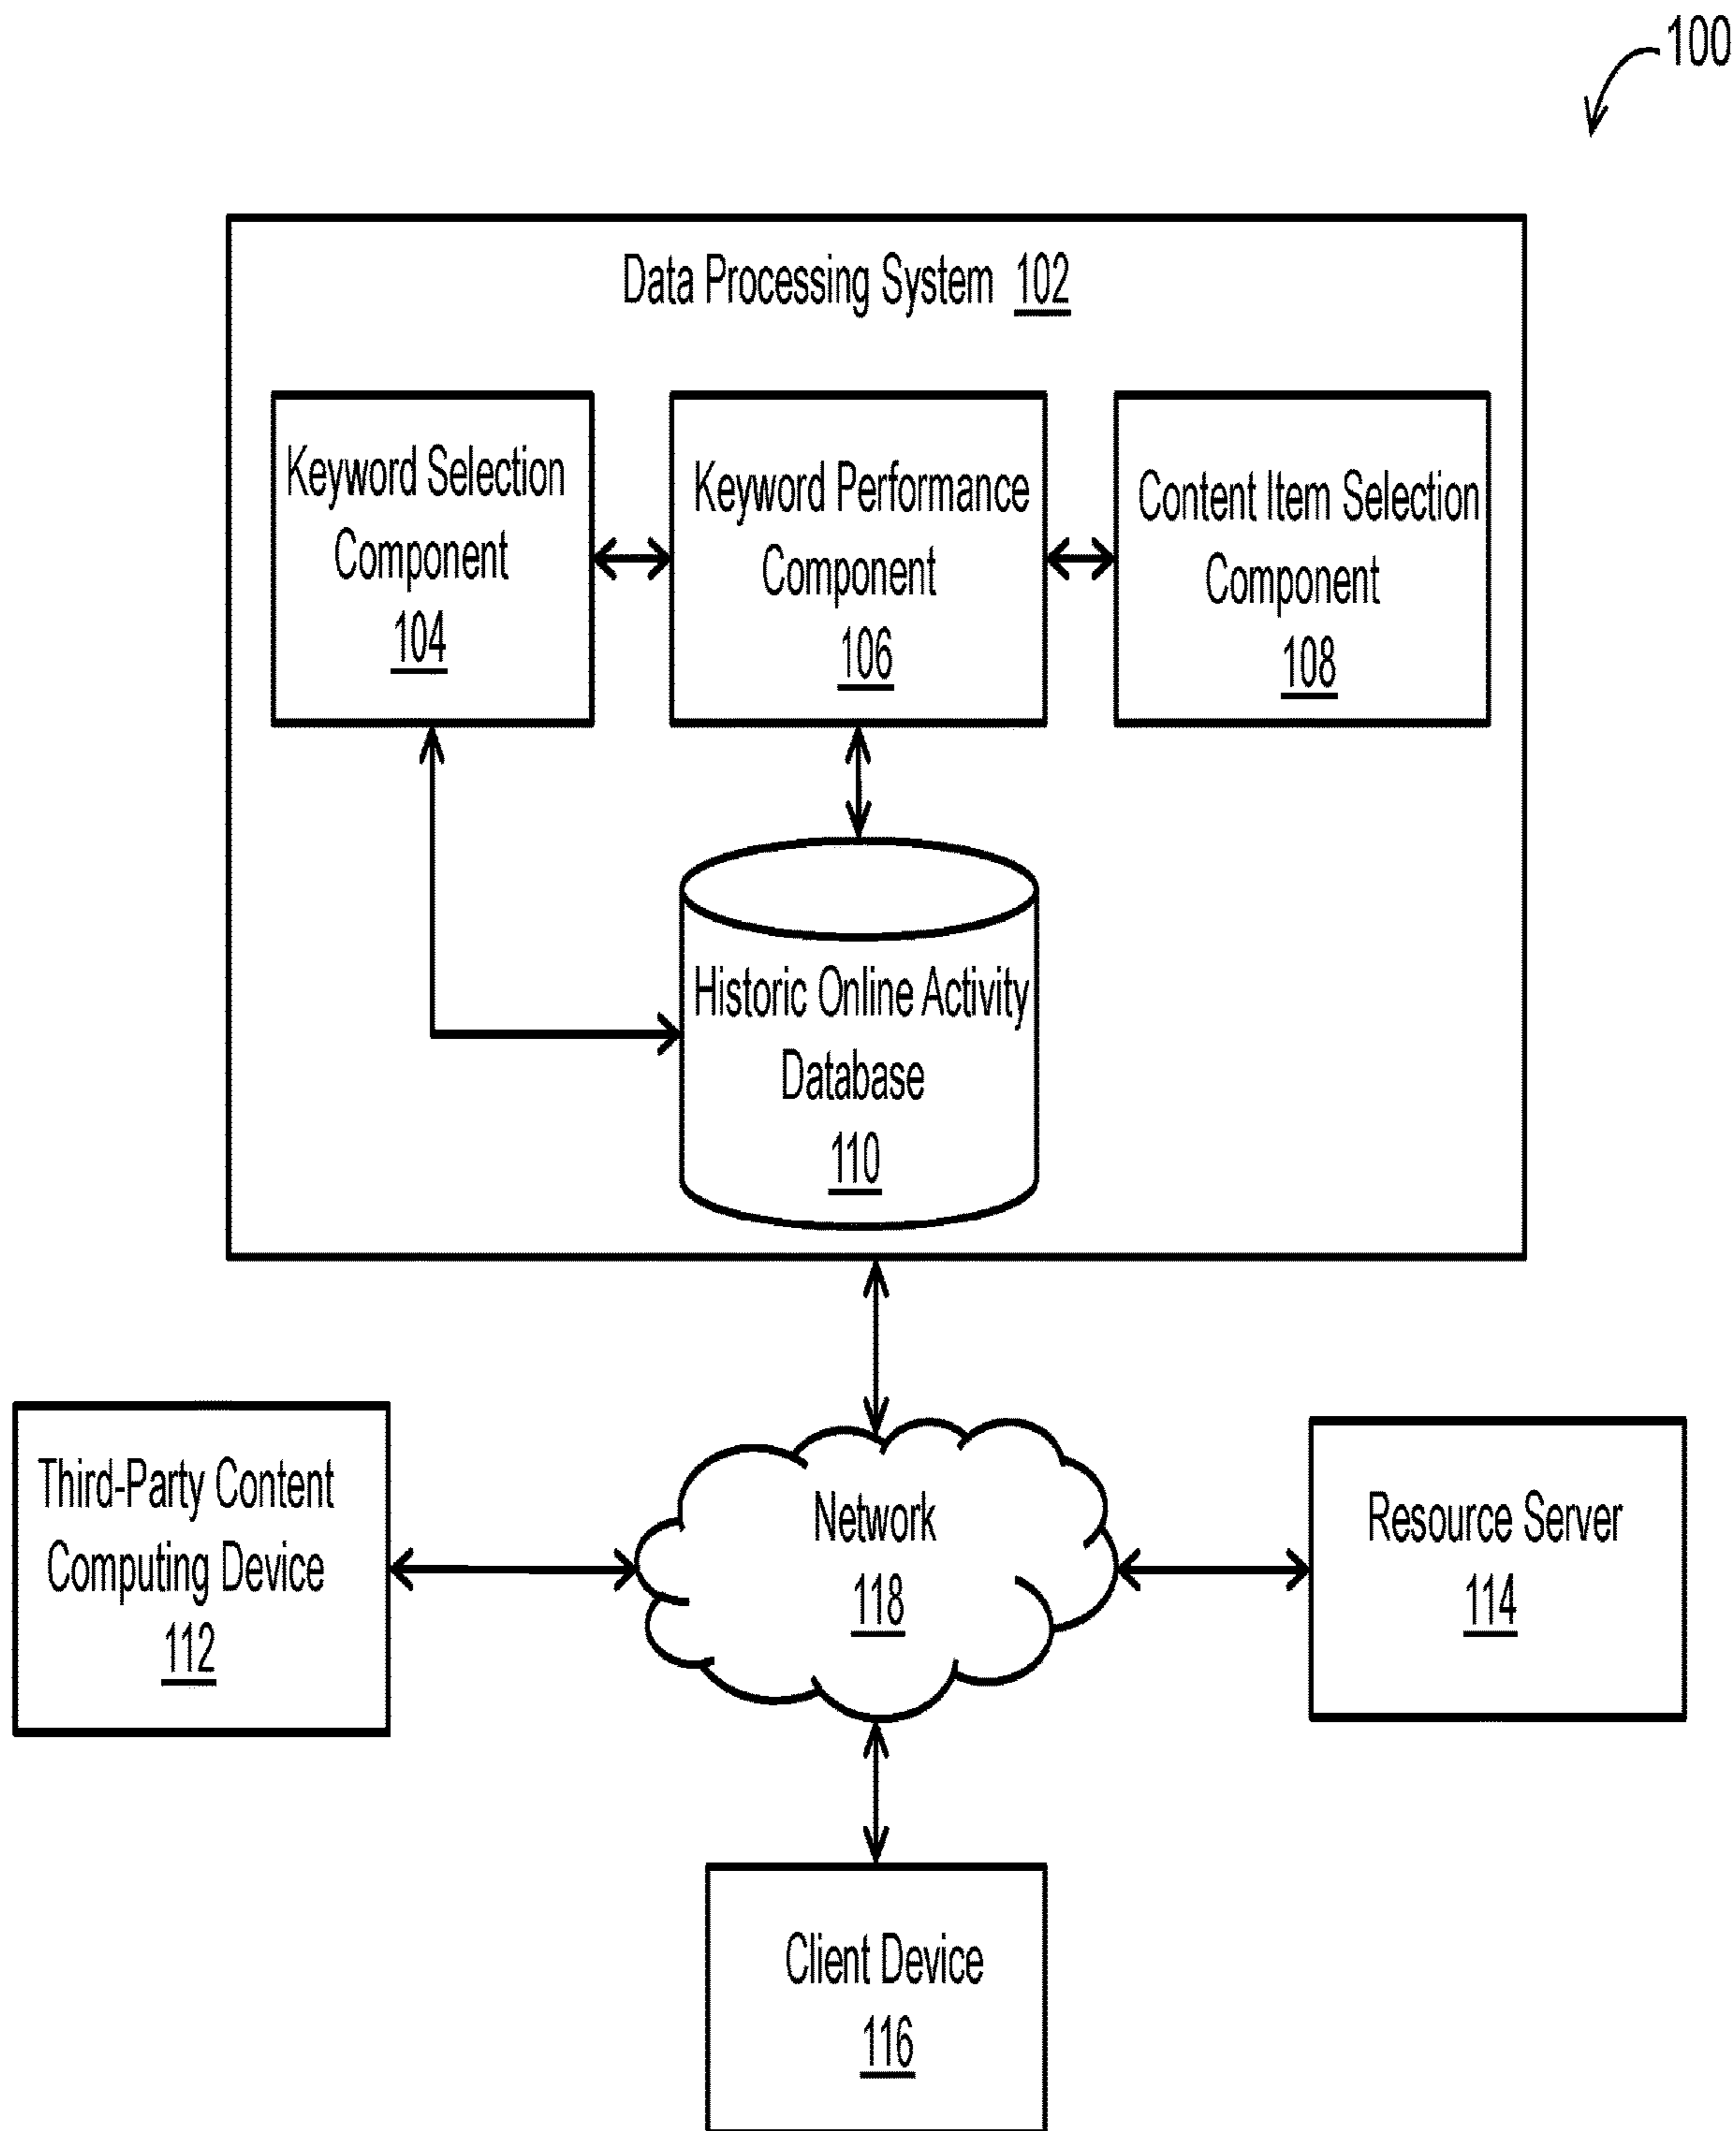 100
Data Processing System 102
Keyword Selection
Component
104
Keyword Performance
Component
106
Content Item Selection
Component
108
Historic Online Activity
Database
110
Third-Party Content
Computing Device
112
Network
118
Resource Server
114
Client Device
116